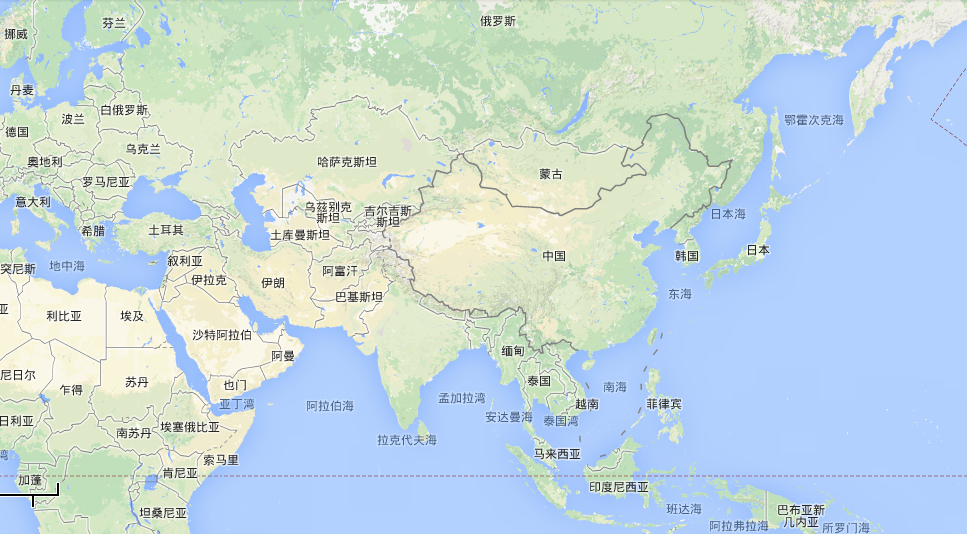 俄罗斯
芬兰
挪威
丹麦
白俄罗斯
波兰
鄂霍次克海
德国
乌克兰
奥地利
哈萨克斯坦
蒙古
罗马尼亚
意大利
乌兹别克
斯坦
吉尔吉斯
斯坦
日本海
希腊
土耳其
土库曼斯坦
日本
中国
韩国
叙利亚
突尼斯
地中海
阿富汗
伊拉克
伊朗
巴基斯坦
东海
亚
利比亚
埃及
沙特阿拉伯
阿曼
缅甸
尼日尔
乍得
苏丹
也门
泰国
南海
亚丁湾
阿拉伯海
孟加拉湾
越南
菲律宾
日利亚
安达曼海
泰国湾
埃塞俄比亚
南苏丹
拉克代夫海
湾
索马里
马来西亚
肯尼亚
加蓬
印度尼西亚
坦桑尼亚
班达海
巴布亚新
几内亚
阿拉弗拉海
所罗门海